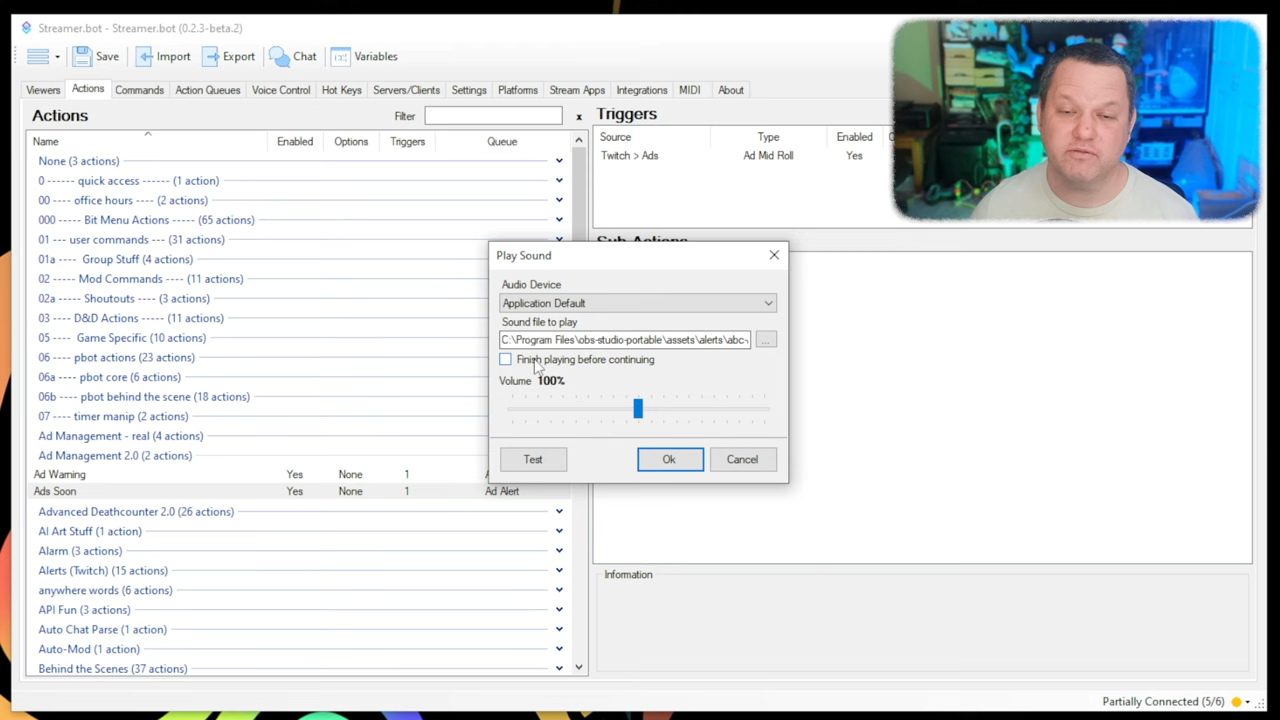 Streamer.bot - Streamer.bot (0.2.3-beta.2)
Save Import Export Chat Variables
Viewers Actions Commands Action Queues Voice Control Hot Keys Servers/Clients Settings Platforms Stream Apps Integrations MIDI About
Actions
Filter
x
Name Enabled Options Triggers Queue
None (3 actions)
0 ------ quick access ------ (1 action)
00 ---- office hours (2 actions)
000 ----- Bit Menu Actions ----- (65 actions)
01 --- user commands ---- (31 actions)
01a ---- Group Stuff (4 actions)
02 ---- Mod Commands ---- (11 actions)
02a ---- Shoutouts ---- (3 actions)
03 ---- D&D Actions ---- (11 actions)
05 ---- Game Specific (10 actions)
06 ---- pbot actions (23 actions)
06a ---- pbot core (6 actions)
06b ---- pbot behind the scene (18 actions)
07 ---- timer manip (2 actions)
Ad Management - real (4 actions)
Ad Management 2.0 (2 actions)
Ad Warning Yes None 1
Ads Soon Yes None 1 Ad Alert
Advanced Deathcounter 2.0 (26 actions)
AI Art Stuff (1 action)
Alarm (3 actions)
Alerts (Twitch) (15 actions)
anywhere words (6 actions)
API Fun (3 actions)
Auto Chat Parse (1 action)
Auto-Mod (1 action)
Behind the Scenes (37 actions)
Triggers
Source Type Enabled
Twitch > Ads Ad Mid Roll Yes
Play Sound
Audio Device
Application Default
Sound file to play
C:\Program Files\obs-studio-portable\assets\alerts\abc-
...
Finish playing before continuing
Volume 100%
Test Ok Cancel
Information
Partially Connected (5/6)